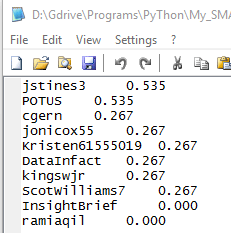 D:\Gdrive\Programs\PyThon\My_SMA
File Edit View Settings ?
jstines3 0.535
POTUS 0.535
cgern 0.267
jonicox55 0.267
Kristen61555019 0.267
DataInfact 0.267
kingswjr 0.267
ScotWilliams7 0.267
InsightBrief 0.000
ramiaqil 0.000